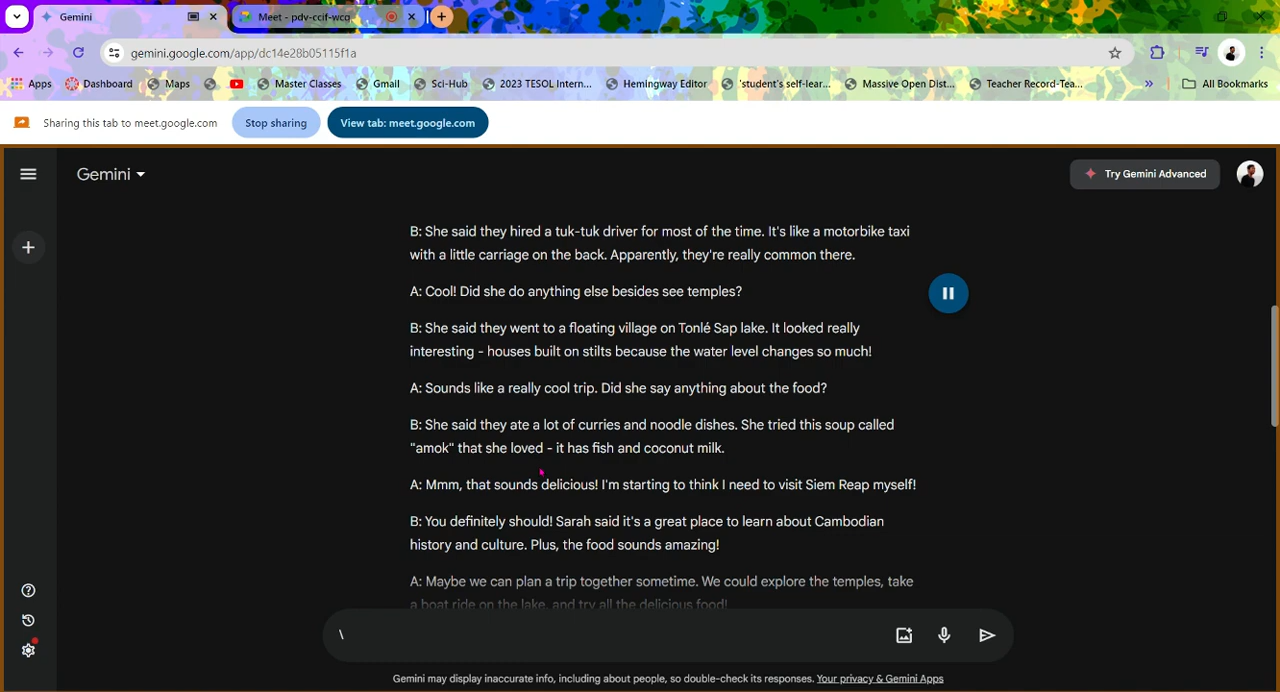 Gemini
Meet - pdv-ccif-wcq
gemini.google.com/app/dc14e28b05115f1a
Apps
Dashboard
Maps
Master Classes
Gmail
Sci-Hub
2023 TESOL Intern...
Hemingway Editor
'student's self-lear...
Massive Open Dist...
Teacher Record-Tea...
»
All Bookmarks
Sharing this tab to meet.google.com
Stop sharing
View tab: meet.google.com
Gemini
Try Gemini Advanced
B: She said they hired a tuk-tuk driver for most of the time. It's like a motorbike taxi
with a little carriage on the back. Apparently, they're really common there.
A: Cool! Did she do anything else besides see temples?
B: She said they went to a floating village on Tonlé Sap lake. It looked really
interesting - houses built on stilts because the water level changes so much!
A: Sounds like a really cool trip. Did she say anything about the food?
B: She said they ate a lot of curries and noodle dishes. She tried this soup called
"amok" that she loved - it has fish and coconut milk.
A: Mmm, that sounds delicious! I'm starting to think I need to visit Siem Reap myself!
B: You definitely should! Sarah said it's a great place to learn about Cambodian
history and culture. Plus, the food sounds amazing!
A: Maybe we can plan a trip together sometime. We could explore the temples, take
a boat ride on the lake, and try all the delicious food!
\
Gemini may display inaccurate info, including about people, so double-check its responses. Your privacy & Gemini Apps